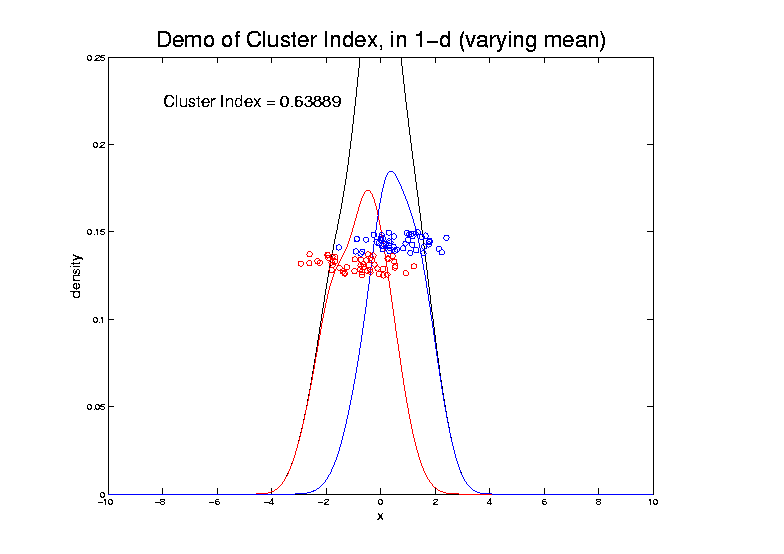 Demo of Cluster Index, in 1-d (varying mean)
0.25
Cluster Index = 0.63889
0.2
0.15
density
0.1
0.05
0
-10 -8 -6 -4 -2 0 2 4 6 8 10
x